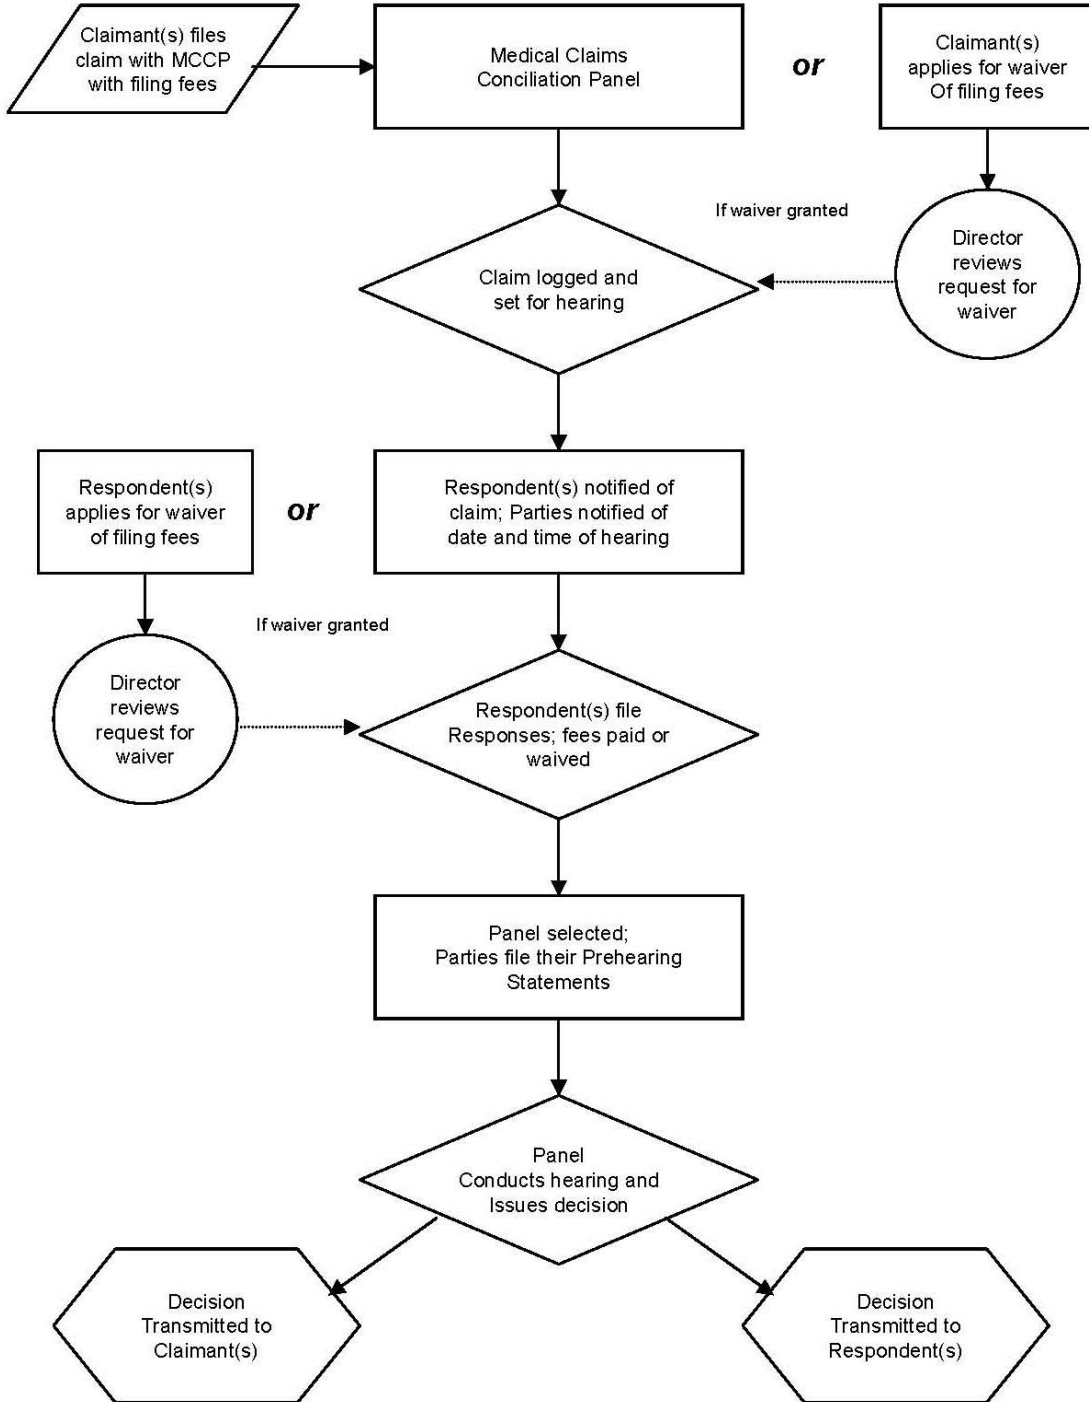 Claimant(s) files
claim with MCCP
with filing fees
Medical Claims
Conciliation Panel
or
Claimant(s)
applies for waiver
Of filing fees
If waiver granted
Director
reviews
request for
waiver
Claim logged and
set for hearing
Respondent(s)
applies for waiver
of filing fees
or
Respondent(s) notified of
claim; Parties notified of
date and time of hearing
If waiver granted
Director
reviews
request for
waiver
Respondent(s) file
Responses; fees paid or
waived
Panel selected;
Parties file their Prehearing
Statements
Panel
Conducts hearing and
Issues decision
Decision
Transmitted to
Claimant(s)
Decision
Transmitted to
Respondent(s)